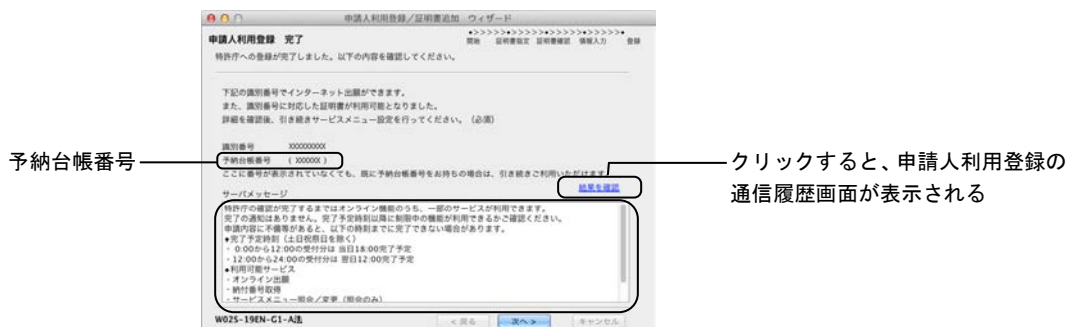 申請人利用登録／証明書追加 ウィザード
申請人利用登録 完了
●>>>>>●>>>>>●>>>>>●>>>>>●
開始 証明書指定 証明書確認 情報入力 登録
特許庁への登録が完了しました。以下の内容を確認してください。
下記の識別番号でインターネット出願ができます。
また、識別番号に対応した証明書が利用可能となりました。
詳細を確認後、引き続きサービスメニュー設定を行ってください。（必須）
識別番号 XXXXXXXXX
予納台帳番号 （ XXXXXX ）
ここに番号が表示されていなくても、既に予納台帳番号をお持ちの場合は、引き続きご利用いただけます。
結果を確認
サーバメッセージ
特許庁の確認が完了するまではオンライン機能のうち、一部のサービスが利用できます。
完了の通知はありません。完了予定時刻以降に制限中の機能が利用できるかご確認ください。
申請内容に不備等があると、以下の時刻までに完了できない場合があります。
◆完了予定時刻（土日祝祭日を除く）
・ 0:00から12:00の受付分は 当日18:00完了予定
・12:00から24:00の受付分は 翌日12:00完了予定
◆利用可能サービス
・オンライン出願
・納付番号取得
・サービスメニュー照会／変更（照会のみ）
W02S-19EN-G1-A法
< 戻る 次へ > キャンセル
予納台帳番号
クリックすると、申請人利用登録の
通信履歴画面が表示される